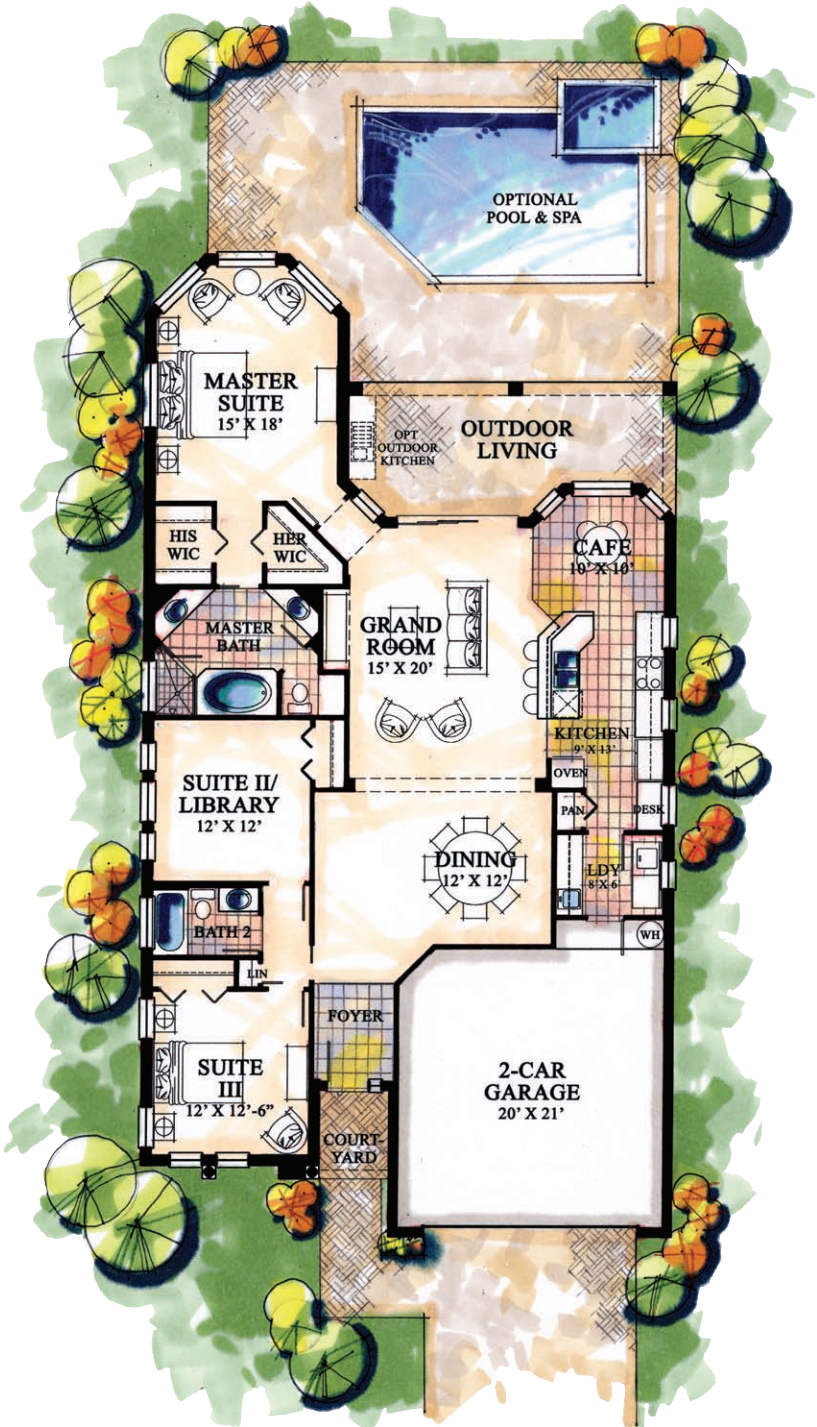 OPTIONAL
POOL & SPA
MASTER
SUITE
15' X 18'
OPT
OUTDOOR
KITCHEN
OUTDOOR
LIVING
HIS
WIC
HER
WIC
CAFE
10' X 10'
MASTER
BATH
GRAND
ROOM
15' X 20'
KITCHEN
9' X 13'
OVEN
PAN
DESK
SUITE II/
LIBRARY
12' X 12'
DINING
12' X 12'
LDY
8' X 6'
BATH 2
WH
LIN
FOYER
SUITE
III
12' X 12'-6"
2-CAR
GARAGE
20' X 21'
COURT-
YARD